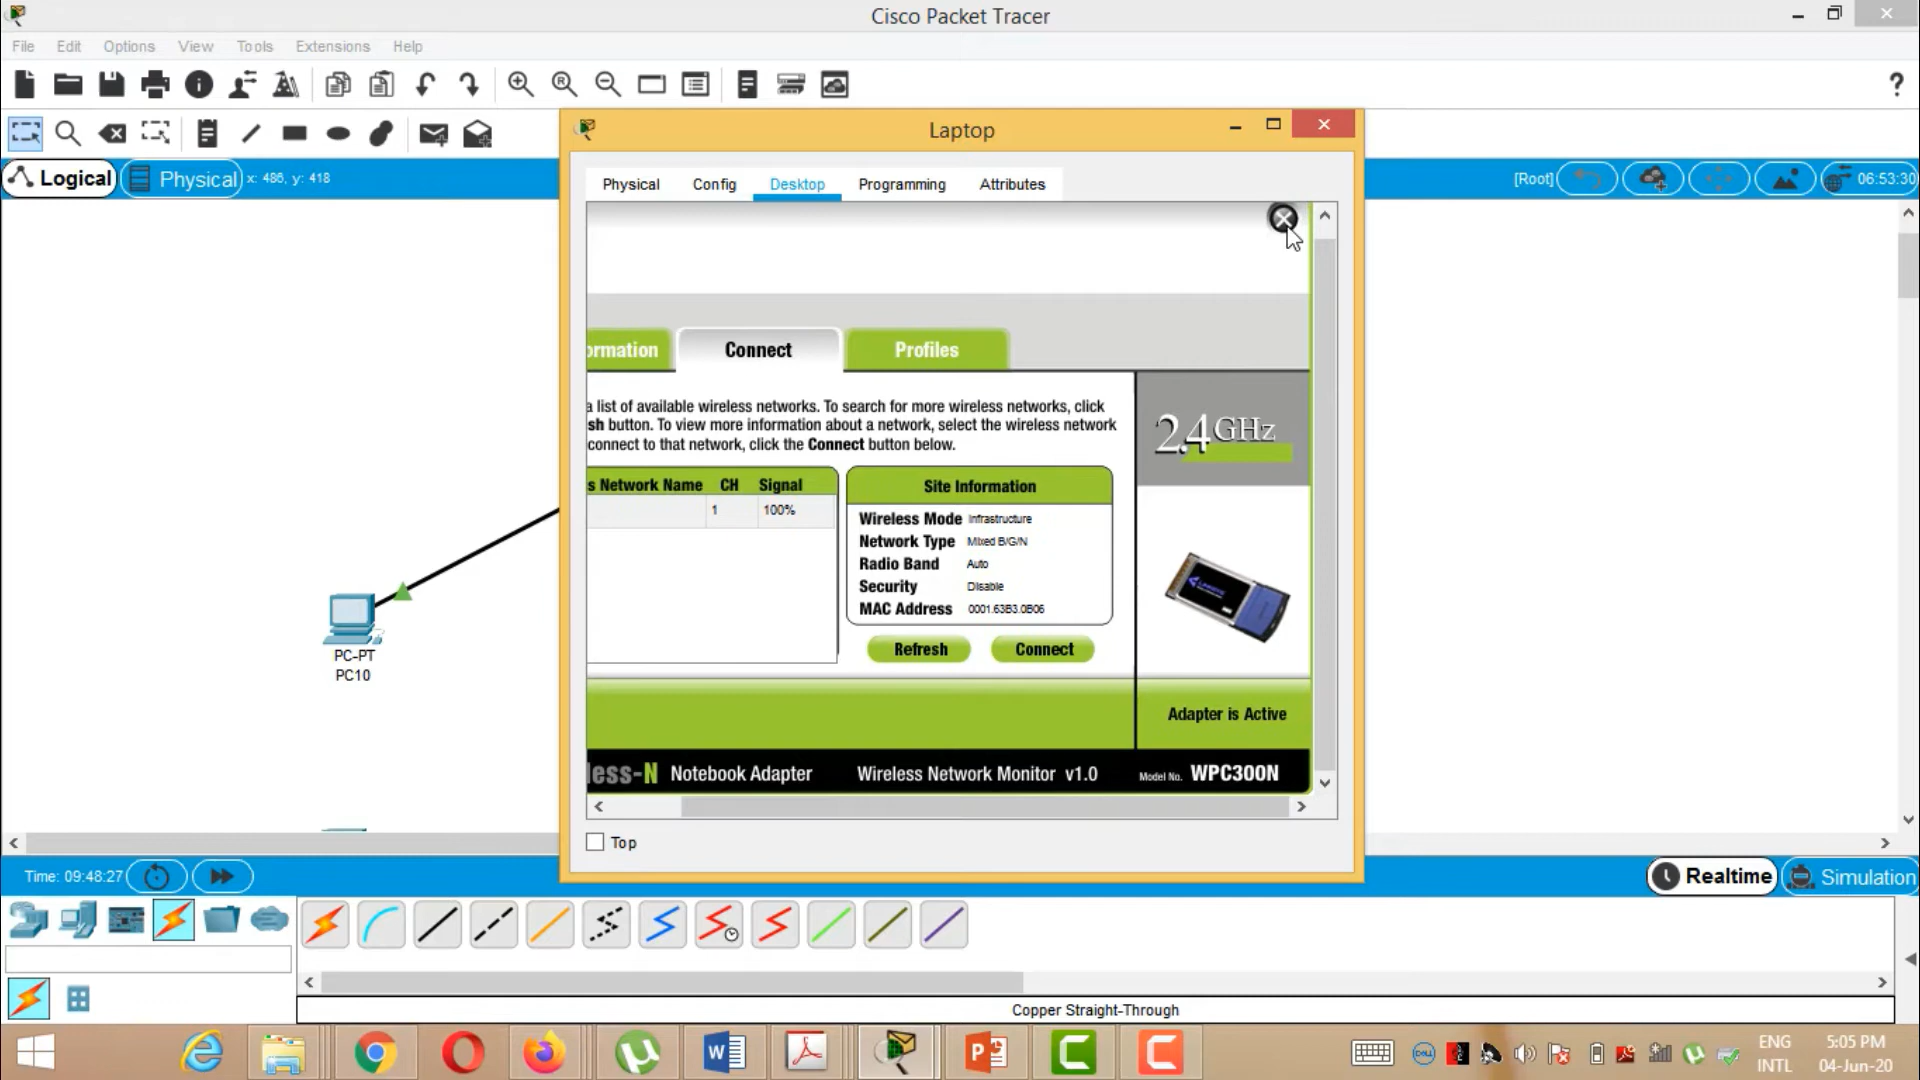 Cisco Packet Tracer
File Edit Options View Tools Extensions Help
?
Laptop
Logical Physical x: 486, y: 418
[Root] 06:53:30
Physical Config Desktop Programming Attributes
ormation Connect Profiles
a list of available wireless networks. To search for more wireless networks, click
sh button. To view more information about a network, select the wireless network
connect to that network, click the Connect button below.
2.4GHz
s Network Name CH Signal
1 100%
Site Information
Wireless Mode Infrastructure
Network Type Mixed B/G/N
Radio Band Auto
Security Disable
MAC Address 0001.63B3.0B06
Refresh Connect
Adapter is Active
less-N Notebook Adapter Wireless Network Monitor v1.0 Model No. WPC300N
Top
PC-PT
PC10
Time: 09:48:27
Realtime Simulation
Copper Straight-Through
ENG
INTL
5:05 PM
04-Jun-20